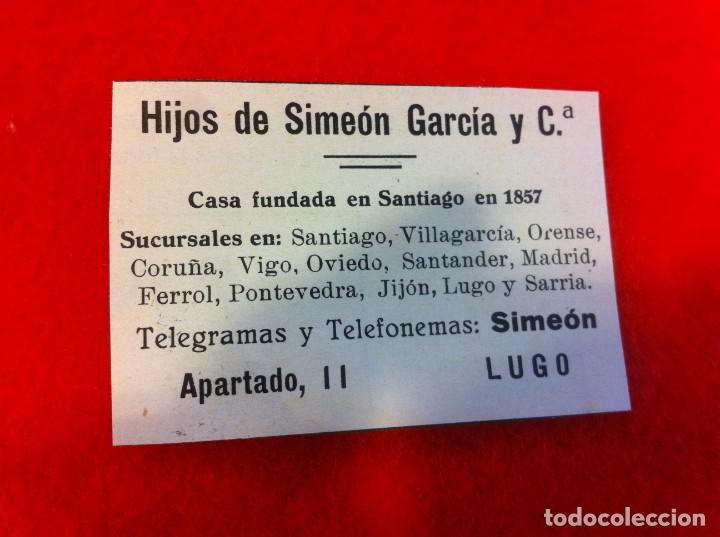 Hijos de Simeón García y C.ª
Casa fundada en Santiago en 1857
Sucursales en: Santiago, Villagarcía, Orense,
Coruña, Vigo, Oviedo, Santander, Madrid,
Ferrol, Pontevedra, Jijón, Lugo y Sarria.
Telegramas y Telefonemas: Simeón
Apartado, 11 LUGO
todocoleccion.net